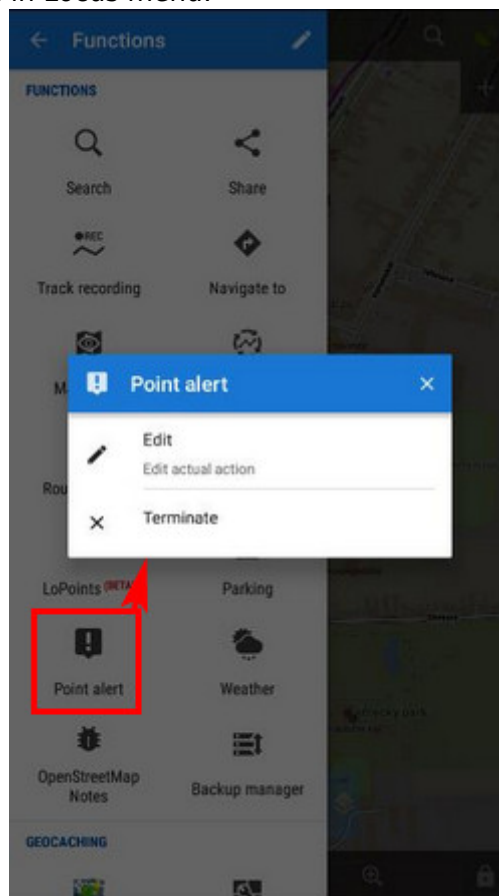 in Locus menu:
Functions
FUNCTIONS
Search Share
REC
Track recording Navigate to
Point alert
Edit
Edit actual action
Terminate
LoPoints Parking
Point alert Weather
OpenStreetMap
Notes
Backup manager
GEOCACHING